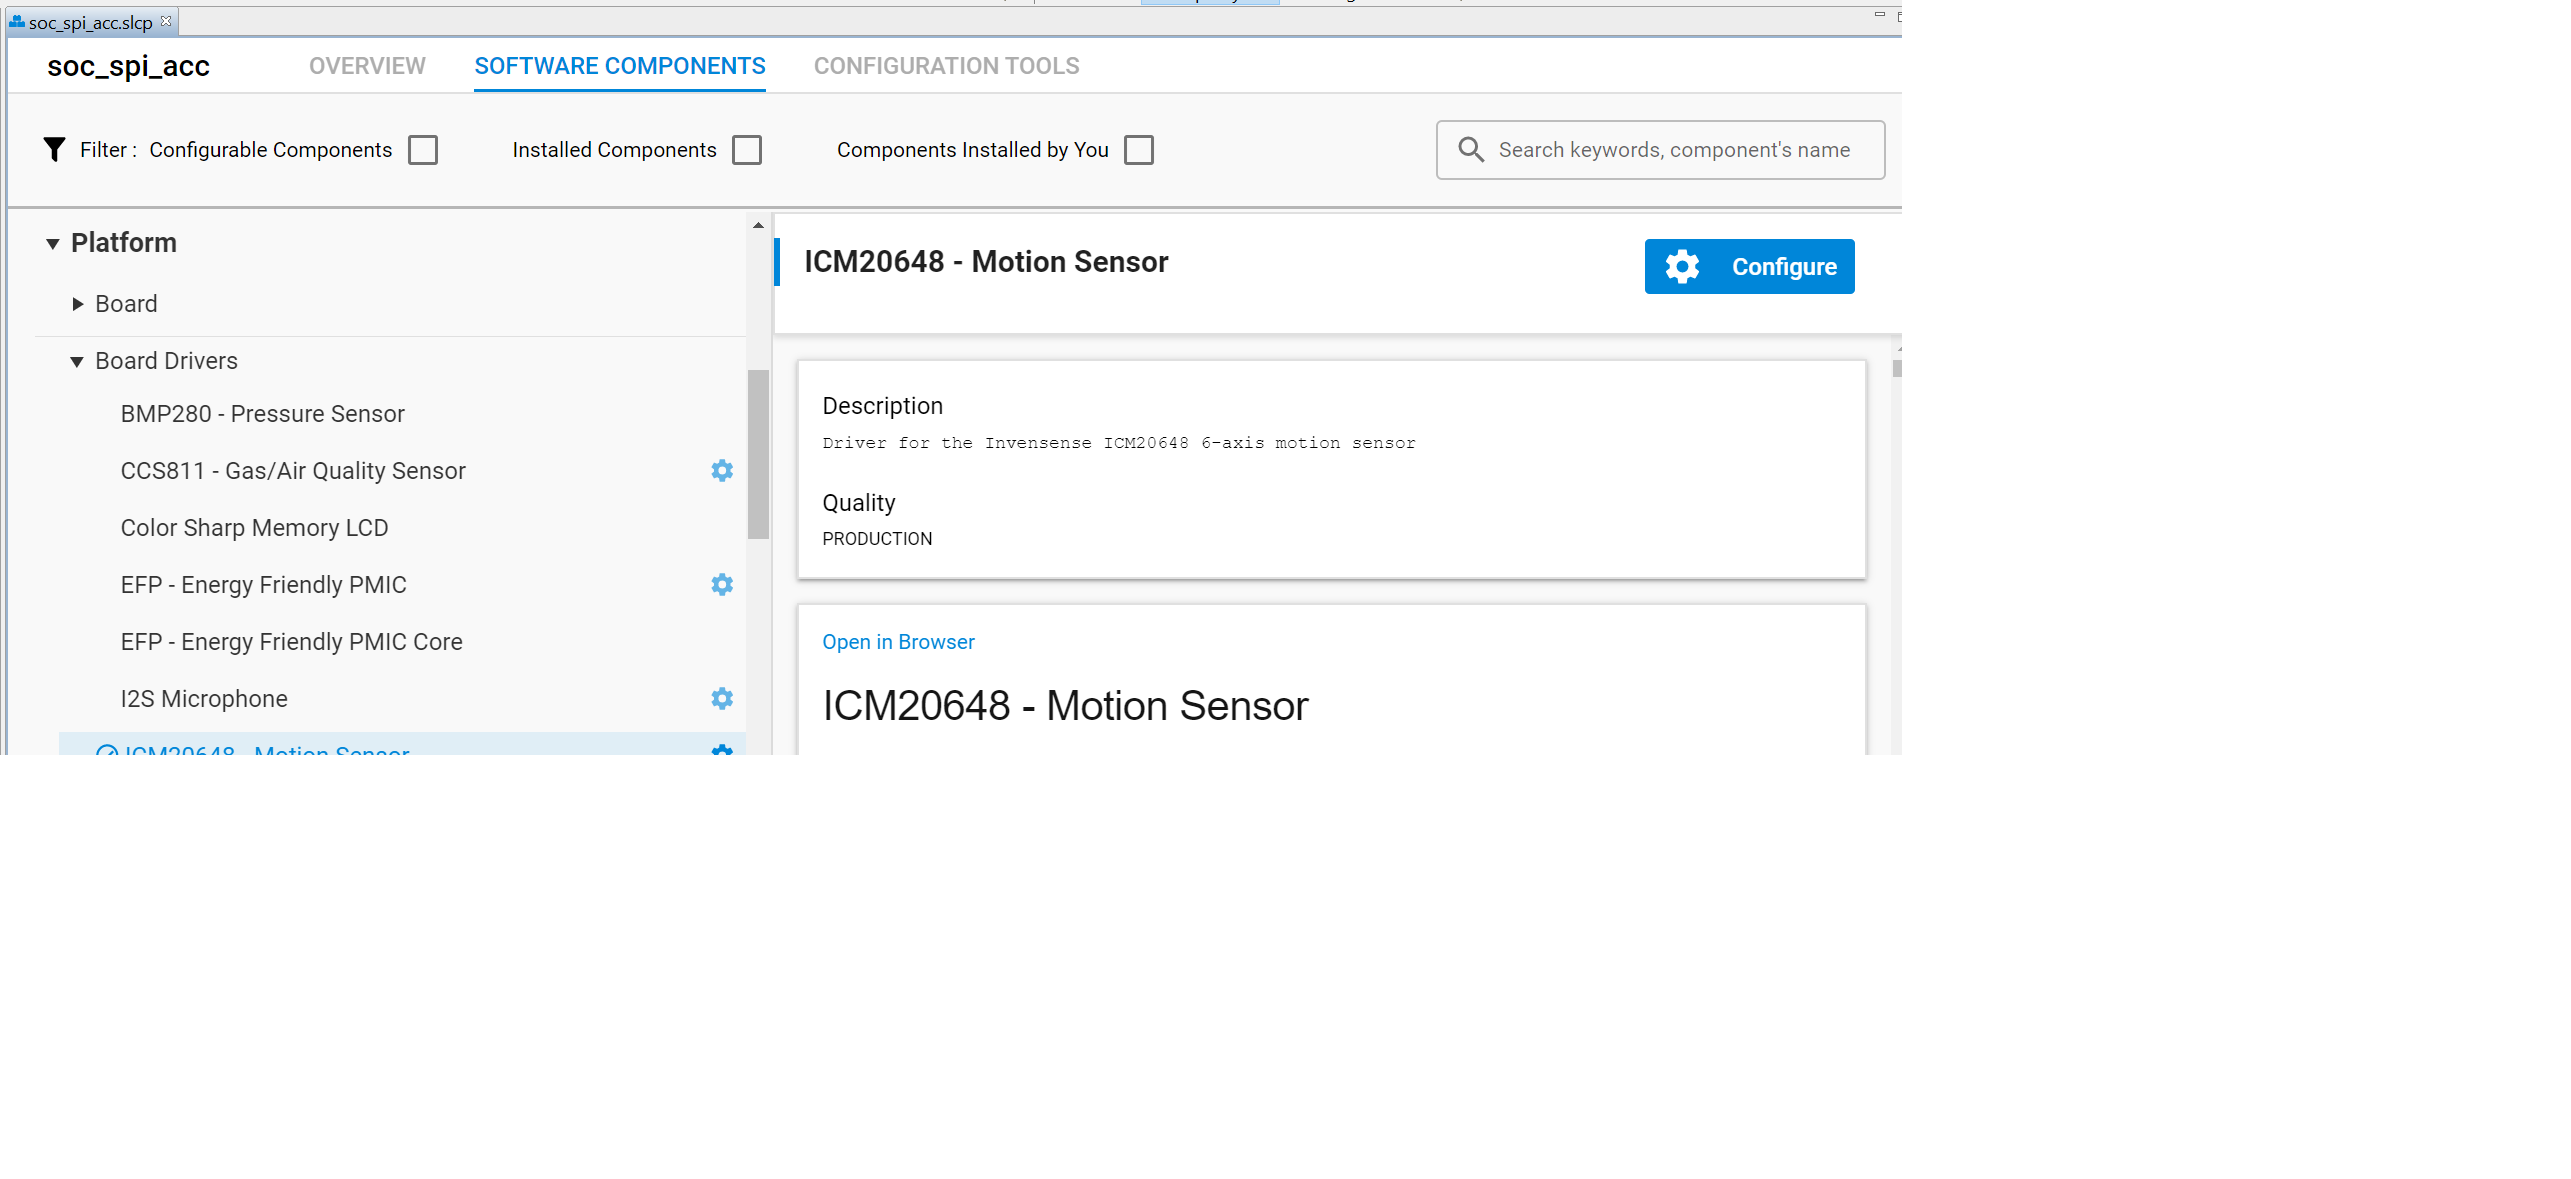 soc_spi_acc.slcp
soc_spi_acc
OVERVIEW
SOFTWARE COMPONENTS
CONFIGURATION TOOLS
Filter :
Configurable Components
Installed Components
Components Installed by You
Search keywords, component's name
Platform
Board
Board Drivers
BMP280 - Pressure Sensor
CCS811 - Gas/Air Quality Sensor
Color Sharp Memory LCD
EFP - Energy Friendly PMIC
EFP - Energy Friendly PMIC Core
I2S Microphone
ICM20648 - Motion Sensor
ICM20648 - Motion Sensor
Configure
Description
Driver for the Invensense ICM20648 6-axis motion sensor
Quality
PRODUCTION
Open in Browser
ICM20648 - Motion Sensor